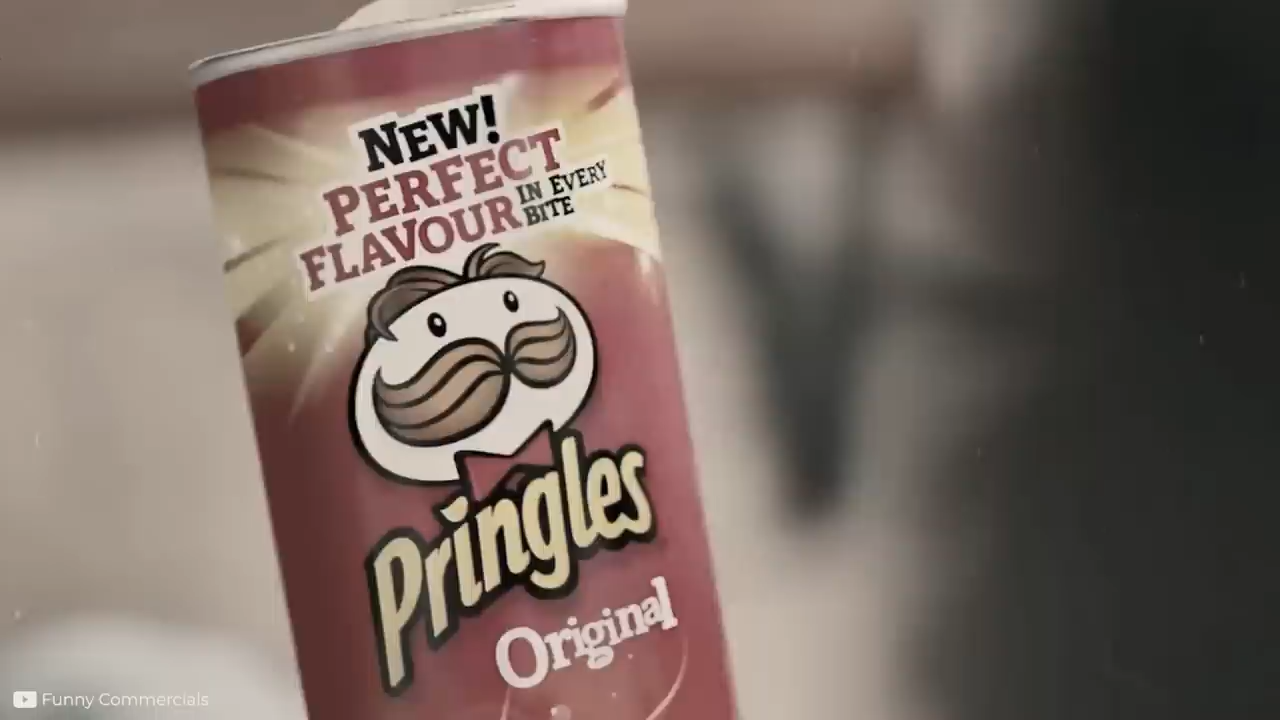 NEW!
PERFECT
FLAVOUR IN EVERY
BITE
Pringles
Original
Funny Commercials